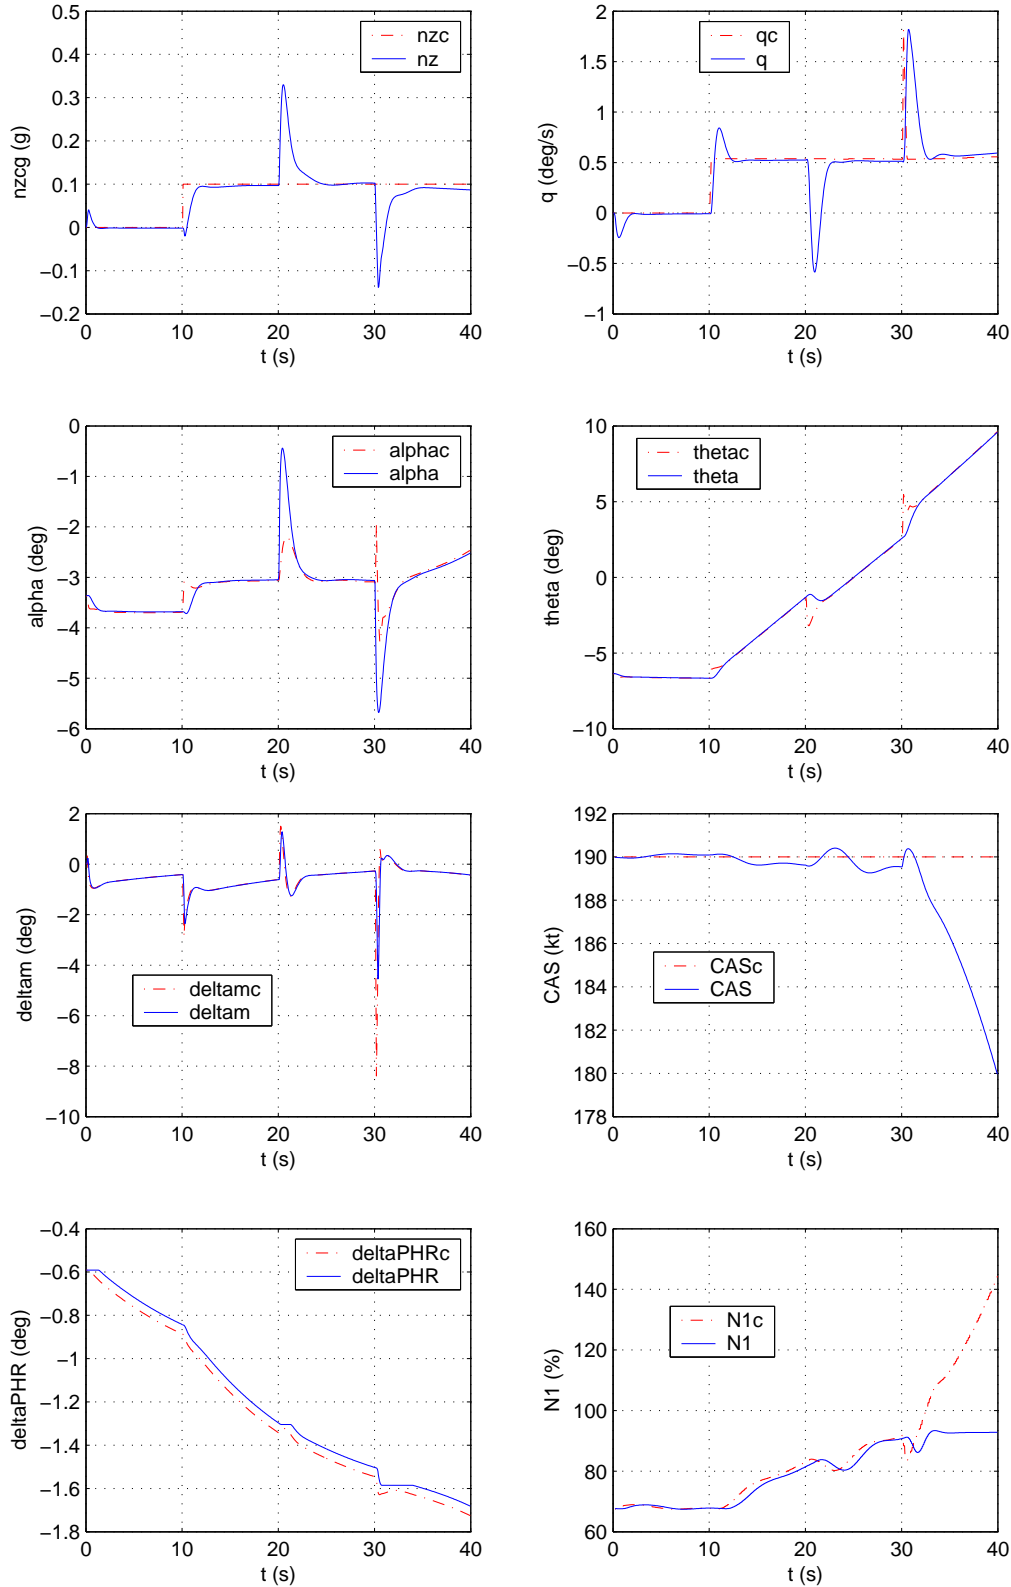 0.5
0.4
0.3
0.2
0.1
0
−0.1
−0.2
nzcg (g)
nzc
nz
0 10 20 30 40
t (s)
2
1.5
1
0.5
0
−0.5
−1
q (deg/s)
qc
q
0 10 20 30 40
t (s)
0
−1
−2
−3
−4
−5
−6
alpha (deg)
alphac
alpha
0 10 20 30 40
t (s)
10
5
0
−5
−10
theta (deg)
thetac
theta
0 10 20 30 40
t (s)
2
0
−2
−4
−6
−8
−10
deltam (deg)
deltamc
deltam
0 10 20 30 40
t (s)
192
190
188
186
184
182
180
178
CAS (kt)
CASc
CAS
0 10 20 30 40
t (s)
−0.4
−0.6
−0.8
−1
−1.2
−1.4
−1.6
−1.8
deltaPHR (deg)
deltaPHRc
deltaPHR
0 10 20 30 40
t (s)
160
140
120
100
80
60
N1 (%)
N1c
N1
0 10 20 30 40
t (s)